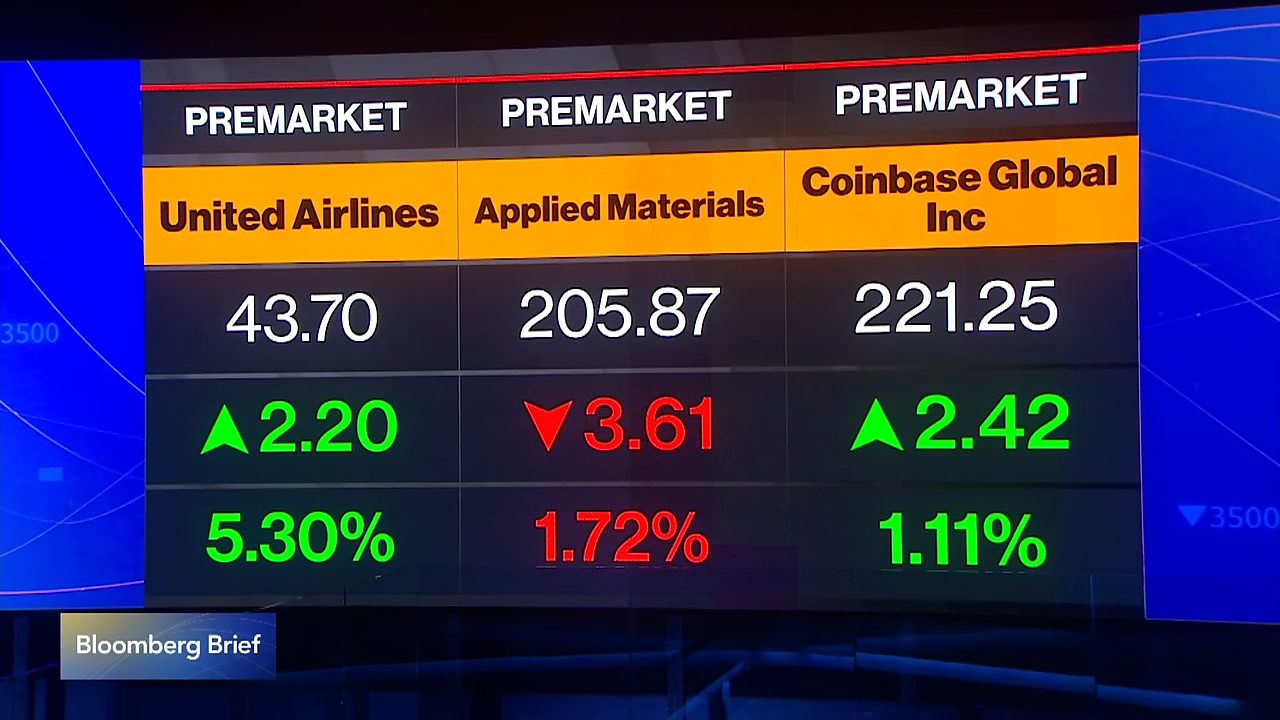 PREMARKET
PREMARKET
PREMARKET
United Airlines
Applied Materials
Coinbase Global
Inc
43.70
205.87
221.25
3500
▲2.20
▼3.61
▲2.42
5.30%
1.72%
1.11%
▼3500
Bloomberg Brief